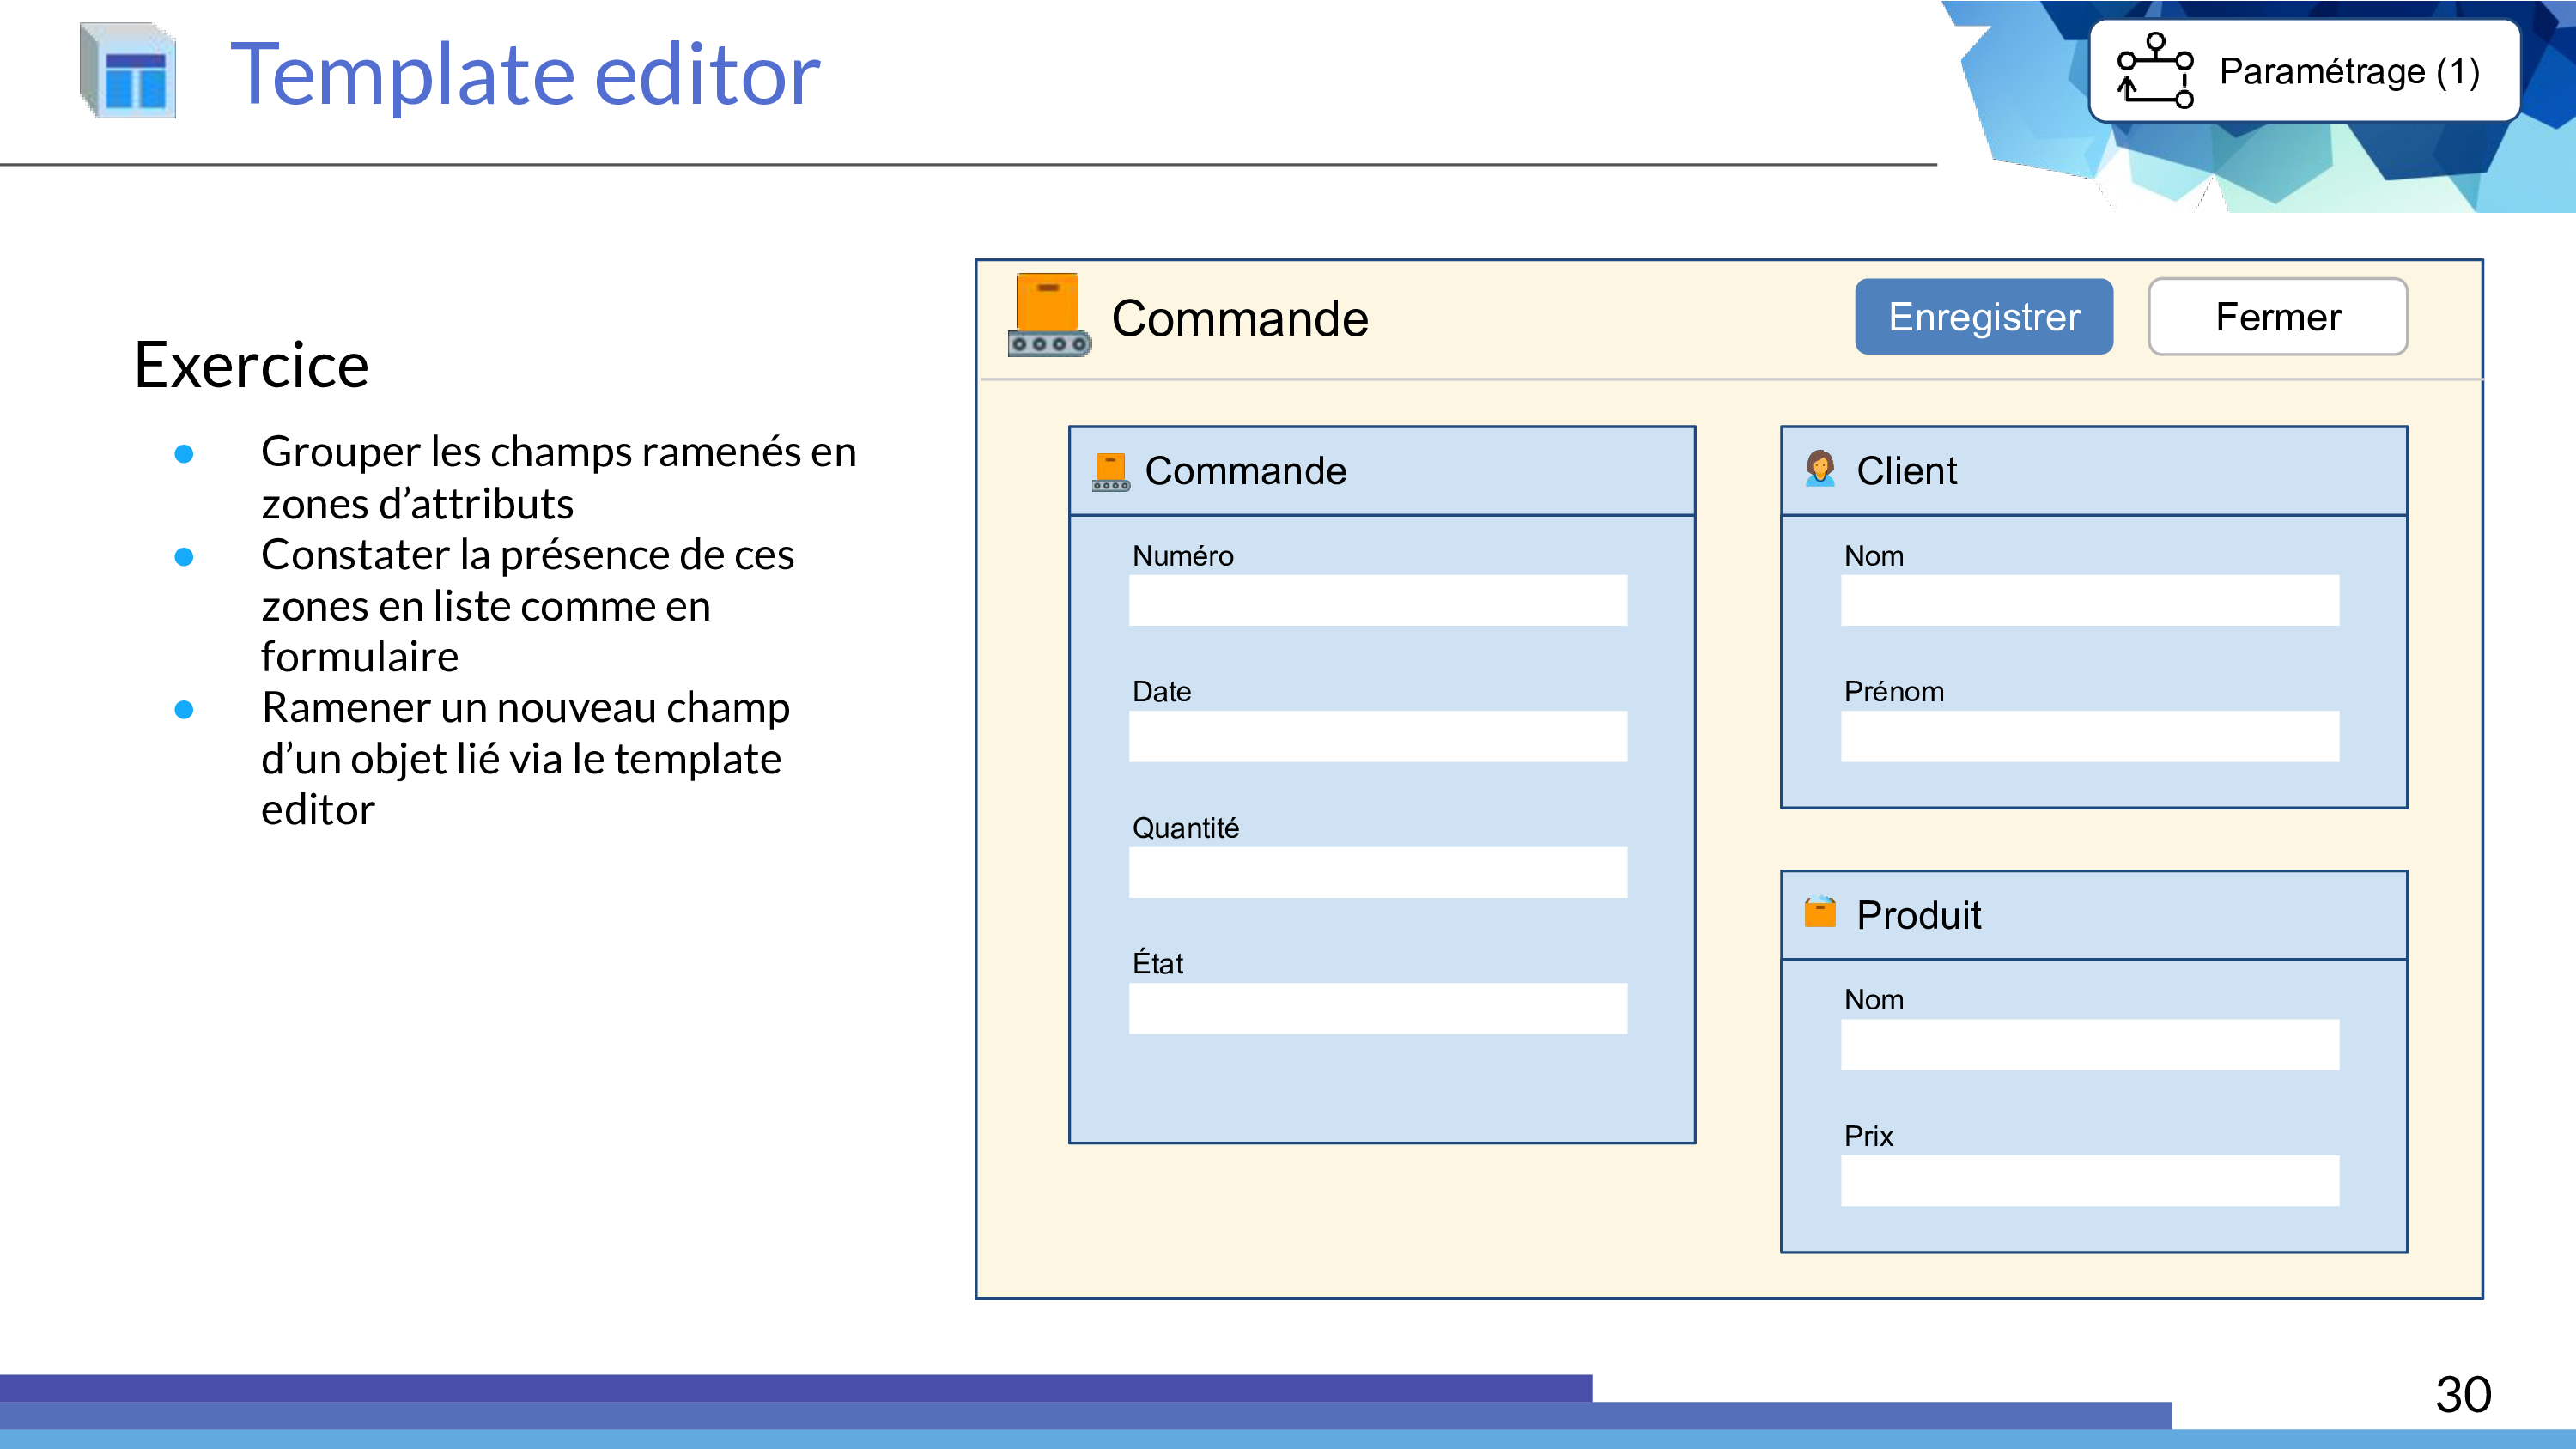 Template editor
Paramétrage (1)
Exercice
● Grouper les champs ramenés en
zones d’attributs
● Constater la présence de ces
zones en liste comme en
formulaire
● Ramener un nouveau champ
d’un objet lié via le template
editor
Commande
Enregistrer
Fermer
Commande
Numéro
Date
Quantité
État
Client
Nom
Prénom
Produit
Nom
Prix
30